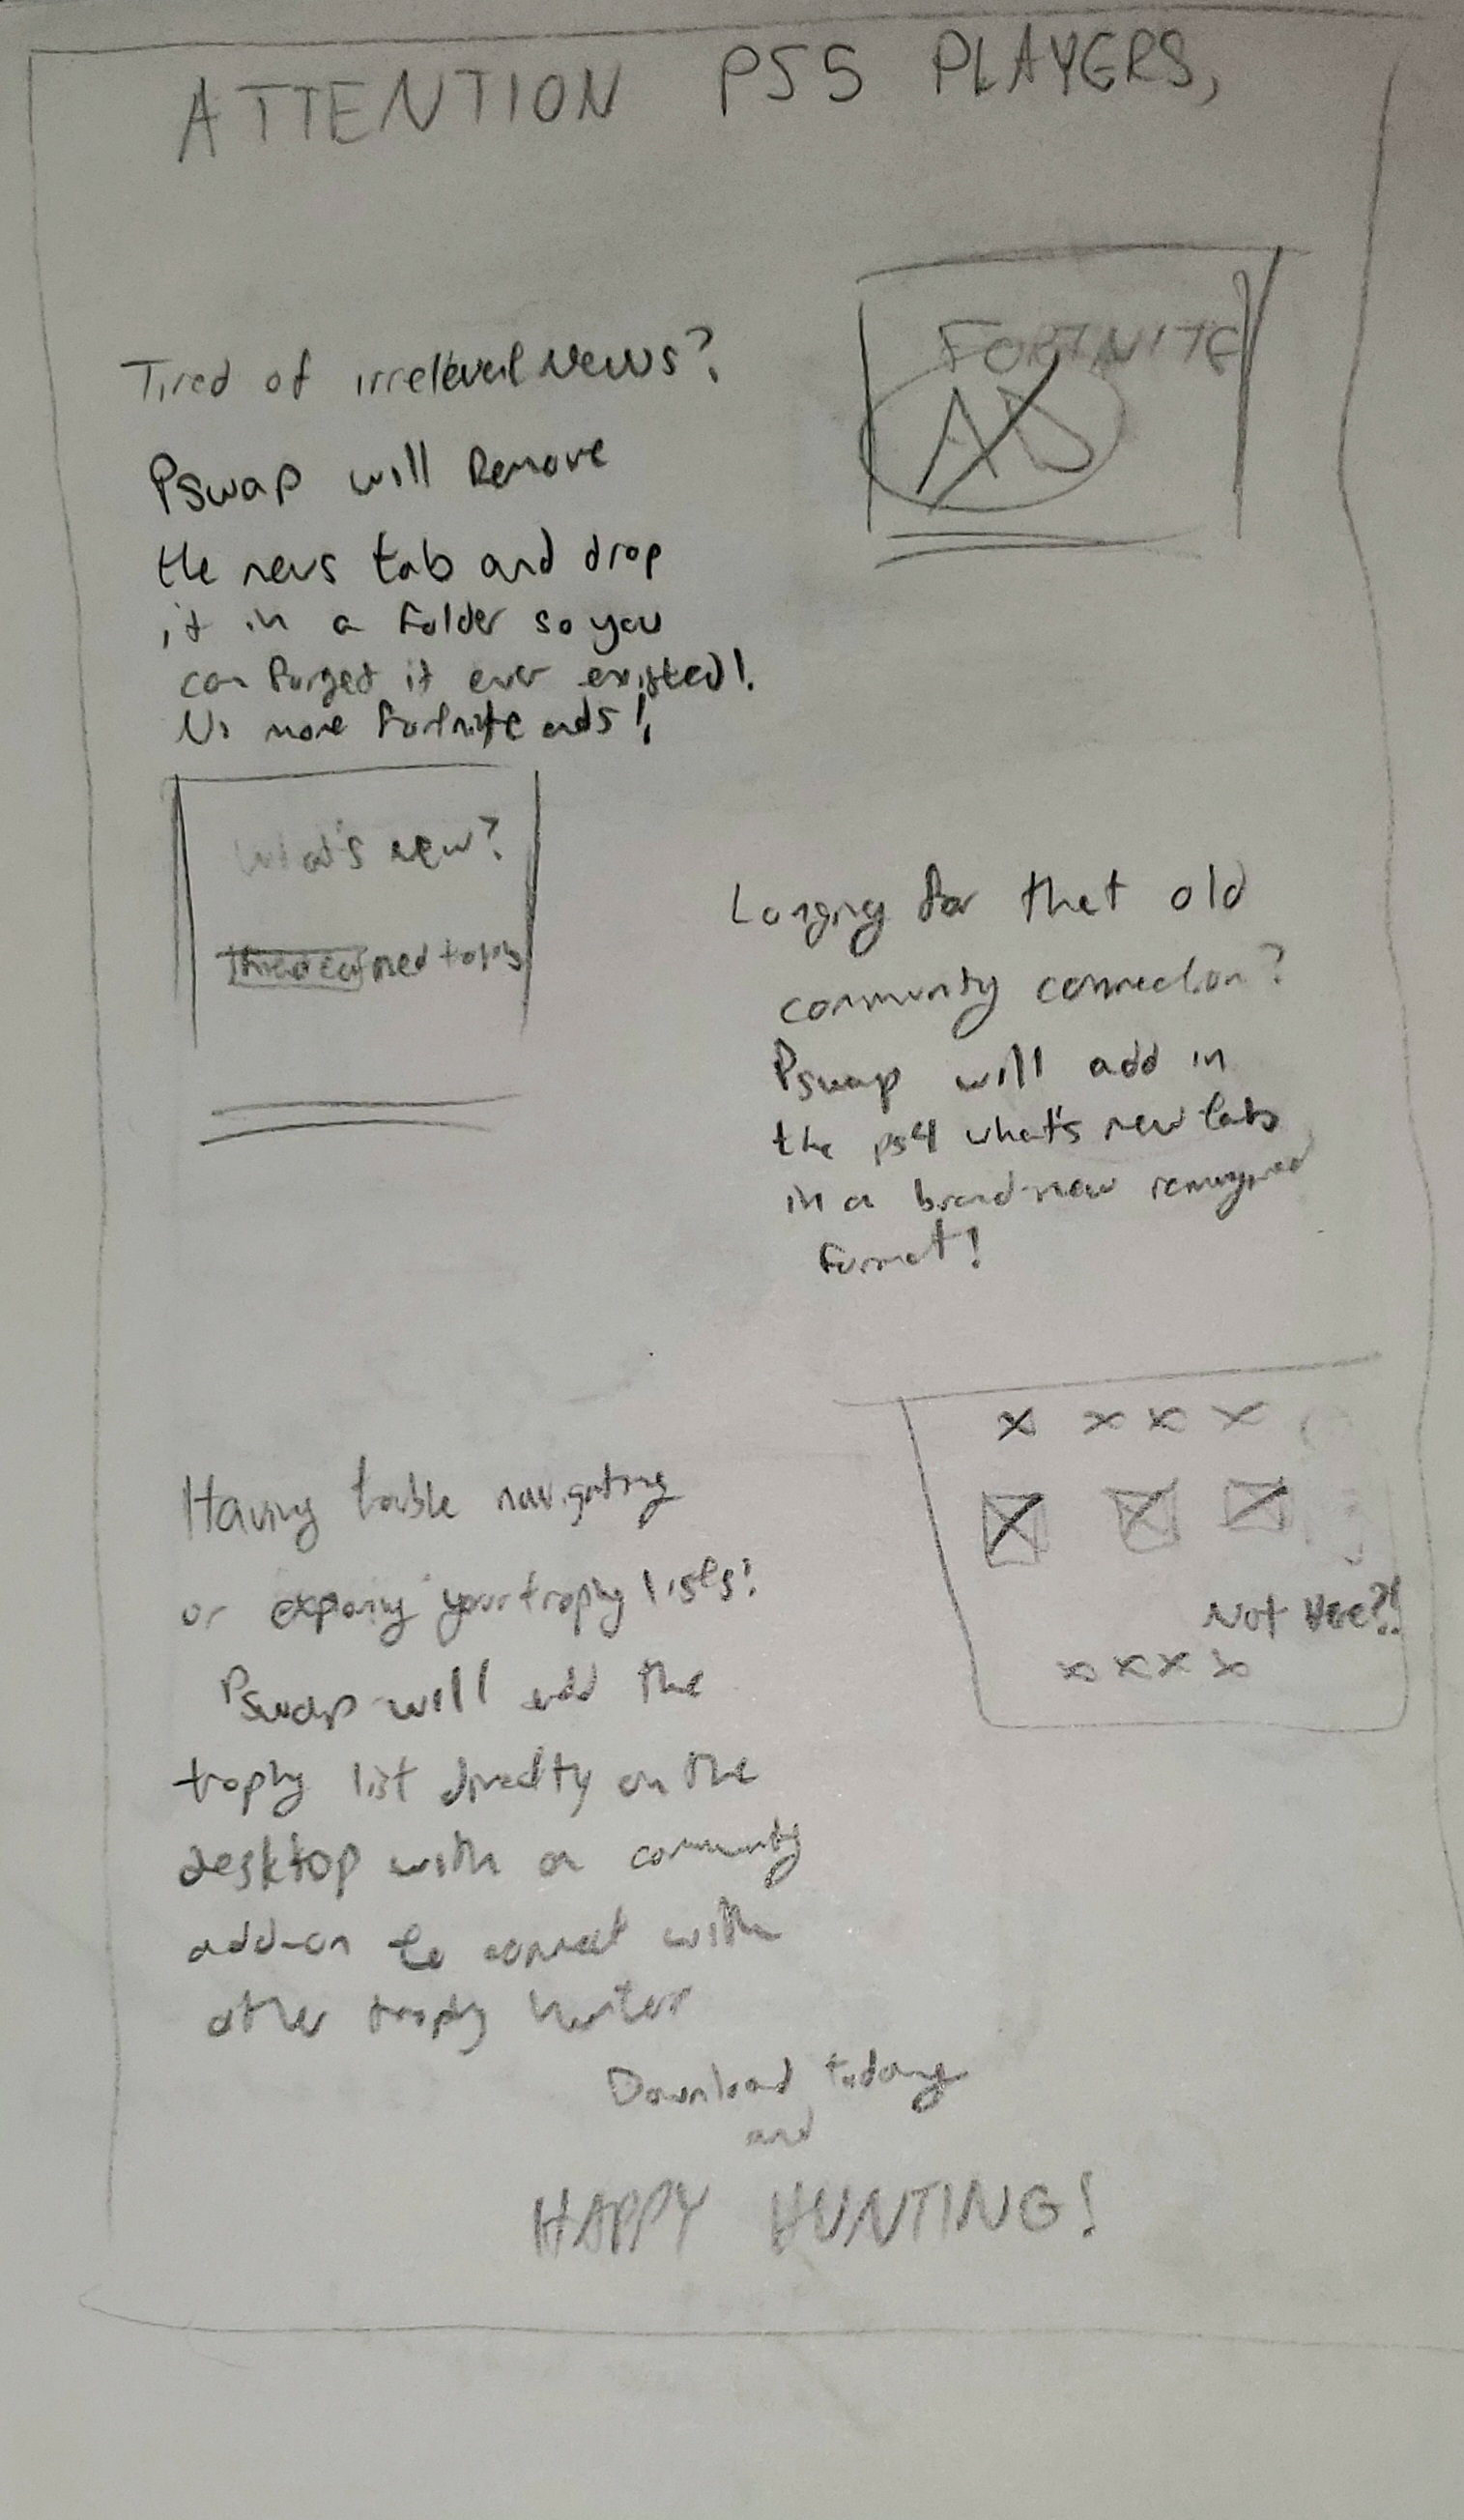 ATTENTION PS5 PLAYERS,
FORTNITE
AD
Tired of irrelevent News?
Pswap will Remove
the news tab and drop
it in a folder so you
can forget it ever existed!
No more Fortnite ads!
What's new?
earned trophy
Longing for that old
community connection?
Pswap will add in
the ps4 what's new tab
in a brand-new reimagined
format!
x x x x
Not Here?!
x x x x
Having trouble navigating
or your trophy lists?
Pswap will add the
trophy list directly on the
desktop with a community
add-on to connect with
other trophy hunters
Download today
and
HAPPY HUNTING!